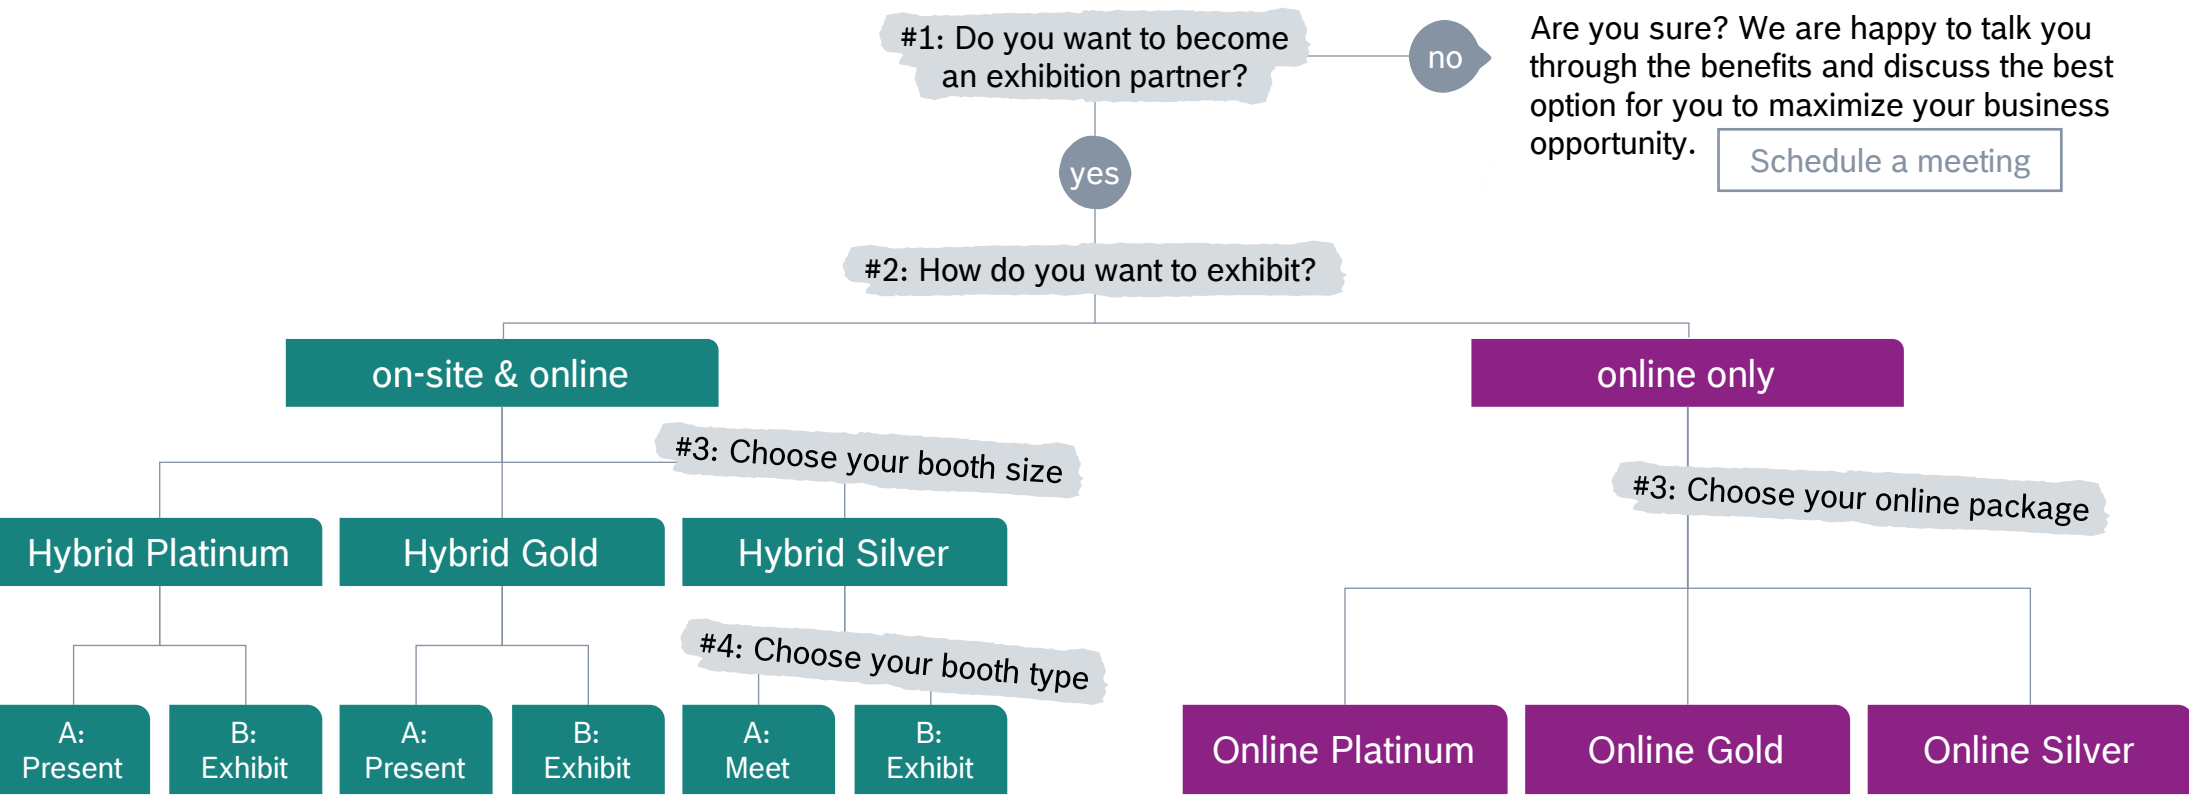 #1: Do you want to become
an exhibition partner?
no
Are you sure? We are happy to talk you
through the benefits and discuss the best
option for you to maximize your business
opportunity.
Schedule a meeting
yes
#2: How do you want to exhibit?
on-site & online
online only
#3: Choose your booth size
#3: Choose your online package
Hybrid Platinum
Hybrid Gold
Hybrid Silver
#4: Choose your booth type
A:
Present
B:
Exhibit
A:
Present
B:
Exhibit
A:
Meet
B:
Exhibit
Online Platinum
Online Gold
Online Silver